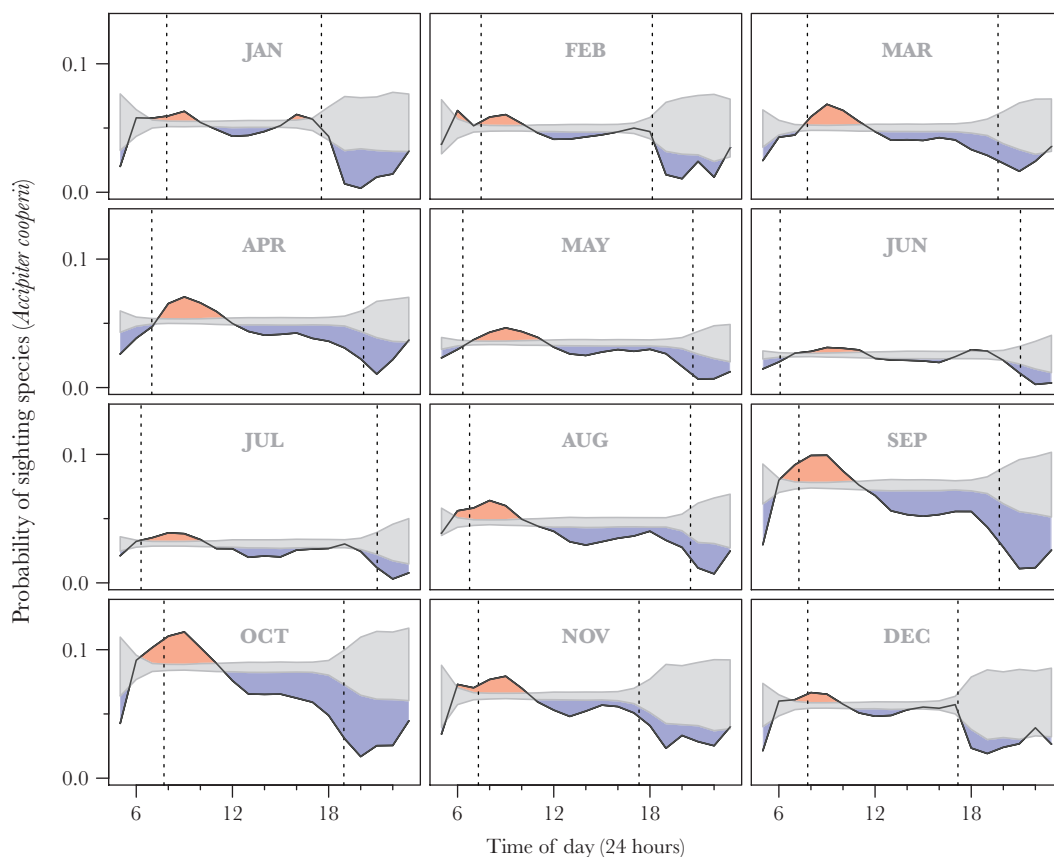 JAN
FEB
MAR
0.1
0.0
APR
MAY
JUN
0.1
0.0
JUL
AUG
SEP
0.1
0.0
OCT
NOV
DEC
0.1
0.0
6 12 18
6 12 18
6 12 18
Time of day (24 hours)
Probability of sighting species (Accipiter cooperii)